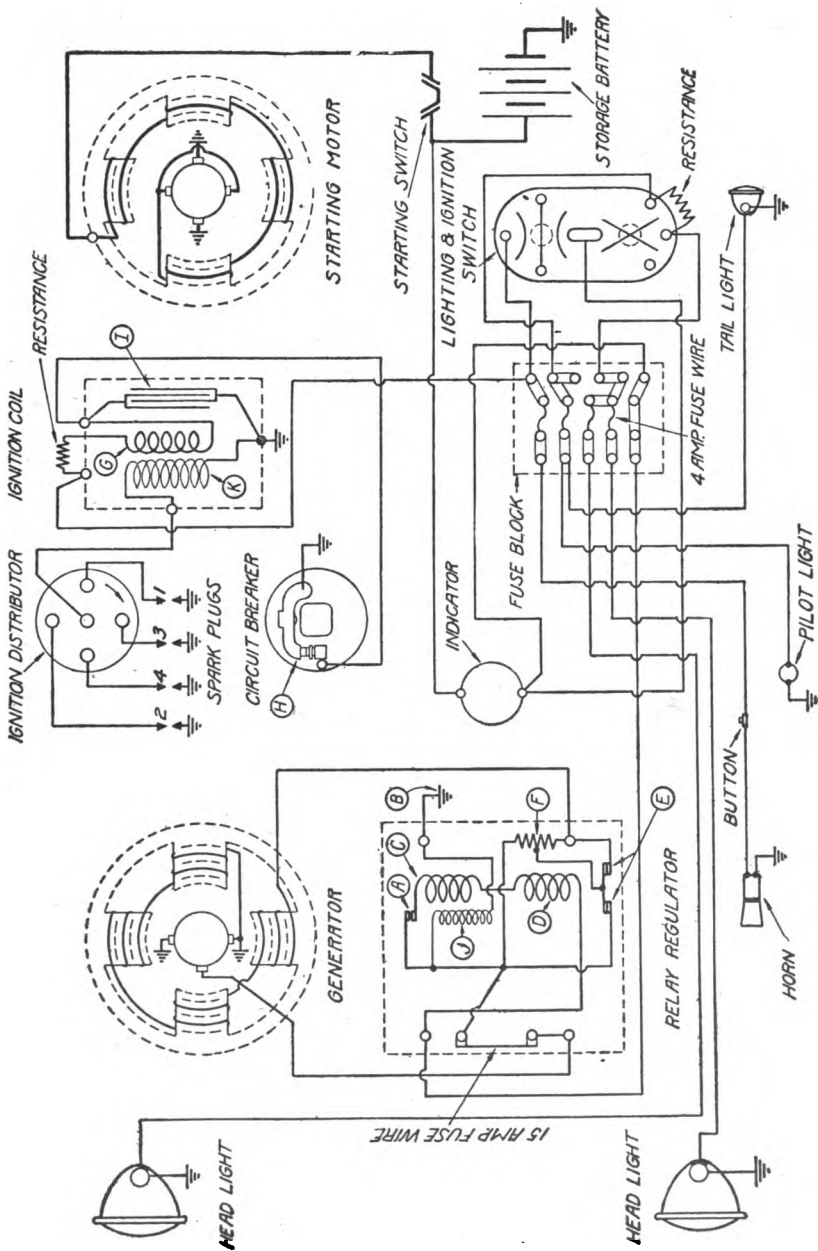 IGNITION COIL
RESISTANCE
I
G
K
STARTING MOTOR
STARTING SWITCH
STORAGE BATTERY
LIGHTING & IGNITION
SWITCH
RESISTANCE
TAIL LIGHT
IGNITION DISTRIBUTOR
1
3
4
2
SPARK PLUGS
CIRCUIT BREAKER
H
INDICATOR
FUSE BLOCK
4 AMP. FUSE WIRE
PILOT LIGHT
BUTTON
HORN
GENERATOR
A
C
B
J
F
D
E
RELAY REGULATOR
15 AMP FUSE WIRE
HEAD LIGHT
HEAD LIGHT